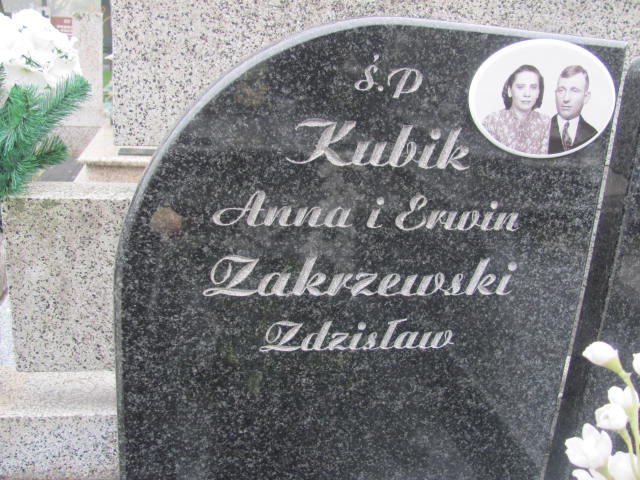 ś.p
Kubik
Anna i Erwin
Zakrzewski
Zdzisław